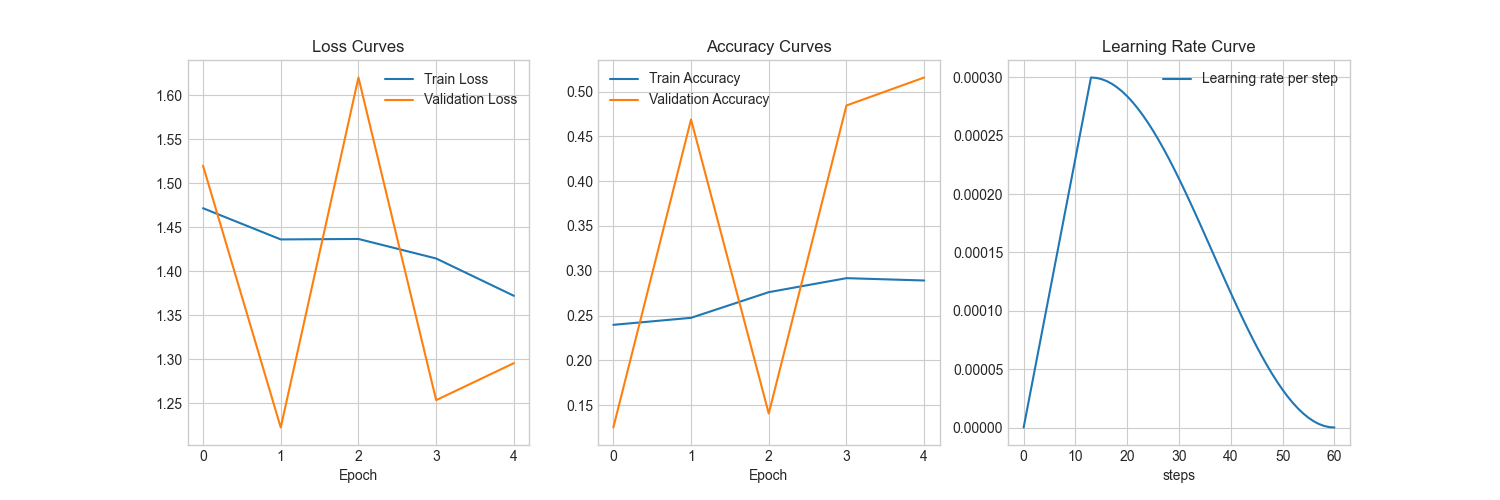 Loss Curves
Train Loss
Validation Loss
1.60
1.55
1.50
1.45
1.40
1.35
1.30
1.25
0 1 2 3 4
Epoch
Accuracy Curves
Train Accuracy
Validation Accuracy
0.50
0.45
0.40
0.35
0.30
0.25
0.20
0.15
0 1 2 3 4
Epoch
Learning Rate Curve
Learning rate per step
0.00030
0.00025
0.00020
0.00015
0.00010
0.00005
0.00000
0 10 20 30 40 50 60
steps